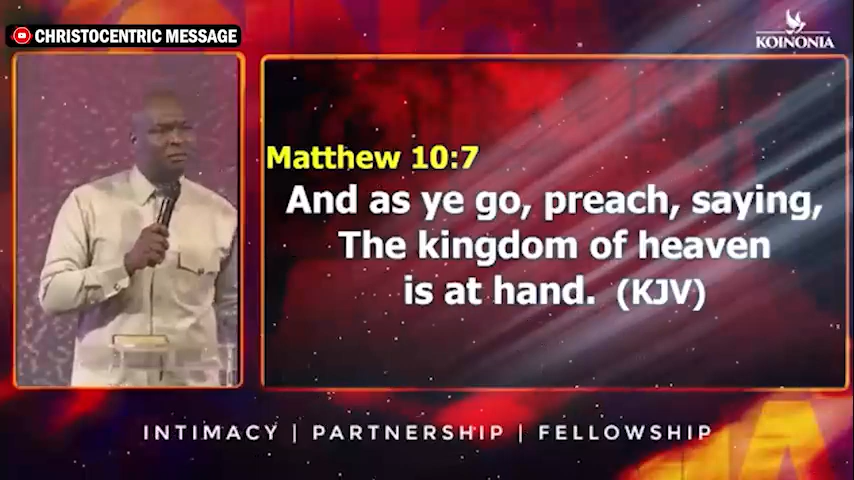 CHRISTOCENTRIC MESSAGE
KOINONIA
Matthew 10:7
And as ye go, preach, saying,
The kingdom of heaven
is at hand. (KJV)
INTIMACY | PARTNERSHIP | FELLOWSHIP